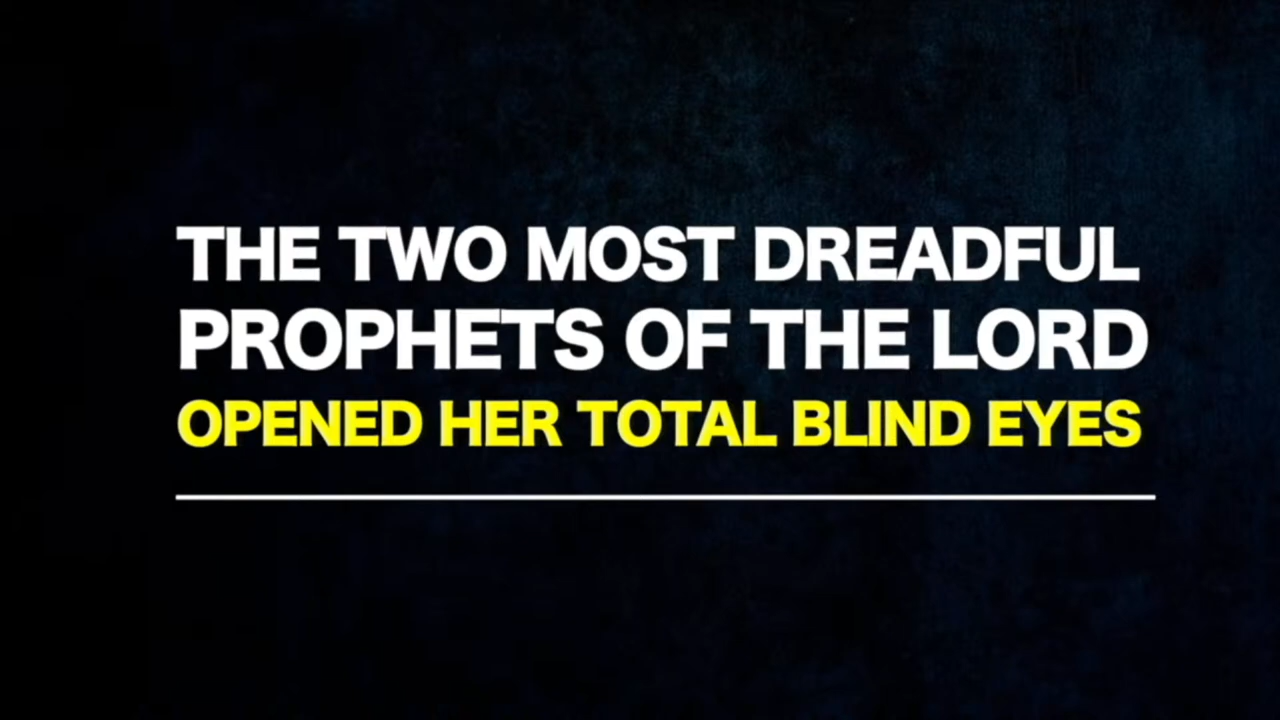 THE TWO MOST DREADFUL
PROPHETS OF THE LORD
OPENED HER TOTAL BLIND EYES